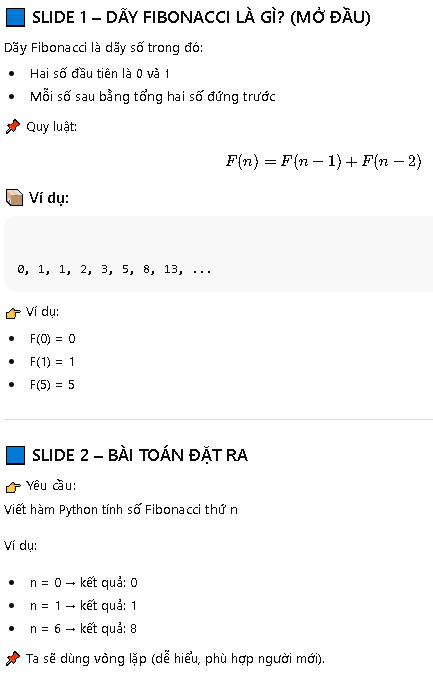 🟦 SLIDE 1 – DÃY FIBONACCI LÀ GÌ? (MỞ ĐẦU)
Dãy Fibonacci là dãy số trong đó:
• Hai số đầu tiên là 0 và 1
• Mỗi số sau bằng tổng hai số đứng trước
📌 Quy luật:
F(n) = F(n − 1) + F(n − 2)
📦 Ví dụ:
0, 1, 1, 2, 3, 5, 8, 13, ...
👉 Ví dụ:
• F(0) = 0
• F(1) = 1
• F(5) = 5
🟦 SLIDE 2 – BÀI TOÁN ĐẶT RA
👉 Yêu cầu:
Viết hàm Python tính số Fibonacci thứ n
Ví dụ:
• n = 0 → kết quả: 0
• n = 1 → kết quả: 1
• n = 6 → kết quả: 8
📌 Ta sẽ dùng vòng lặp (dễ hiểu, phù hợp người mới).